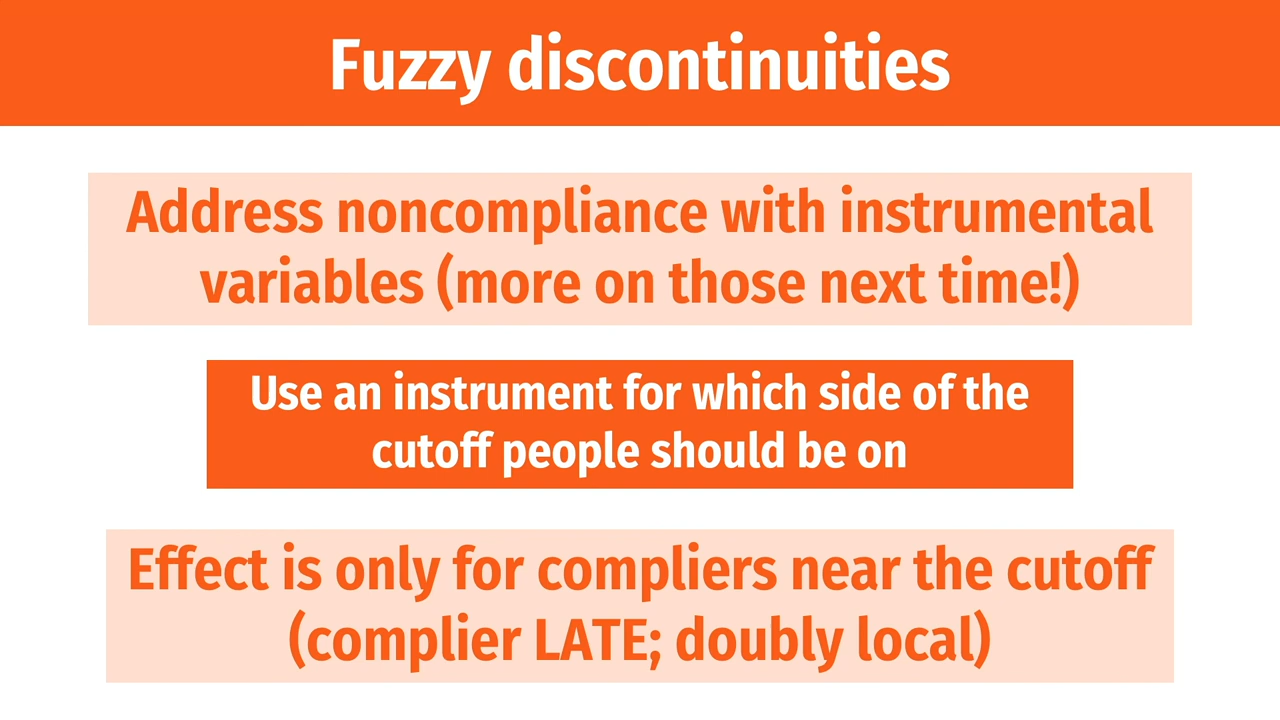 Fuzzy discontinuities
Address noncompliance with instrumental
variables (more on those next time!)
Use an instrument for which side of the
cutoff people should be on
Effect is only for compliers near the cutoff
(complier LATE; doubly local)